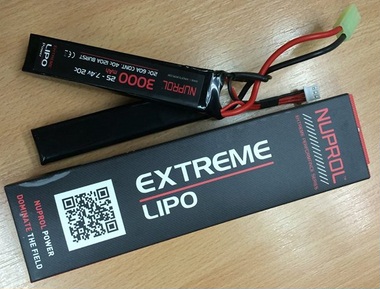 NUPROL
3000 mAh
2S - 7.4v 20c
20c 60A CONT 40c 120A BURST
LIPO
NUPROL
EXTREME
LIPO
NUPROL POWER
DOMINATE THE FIELD